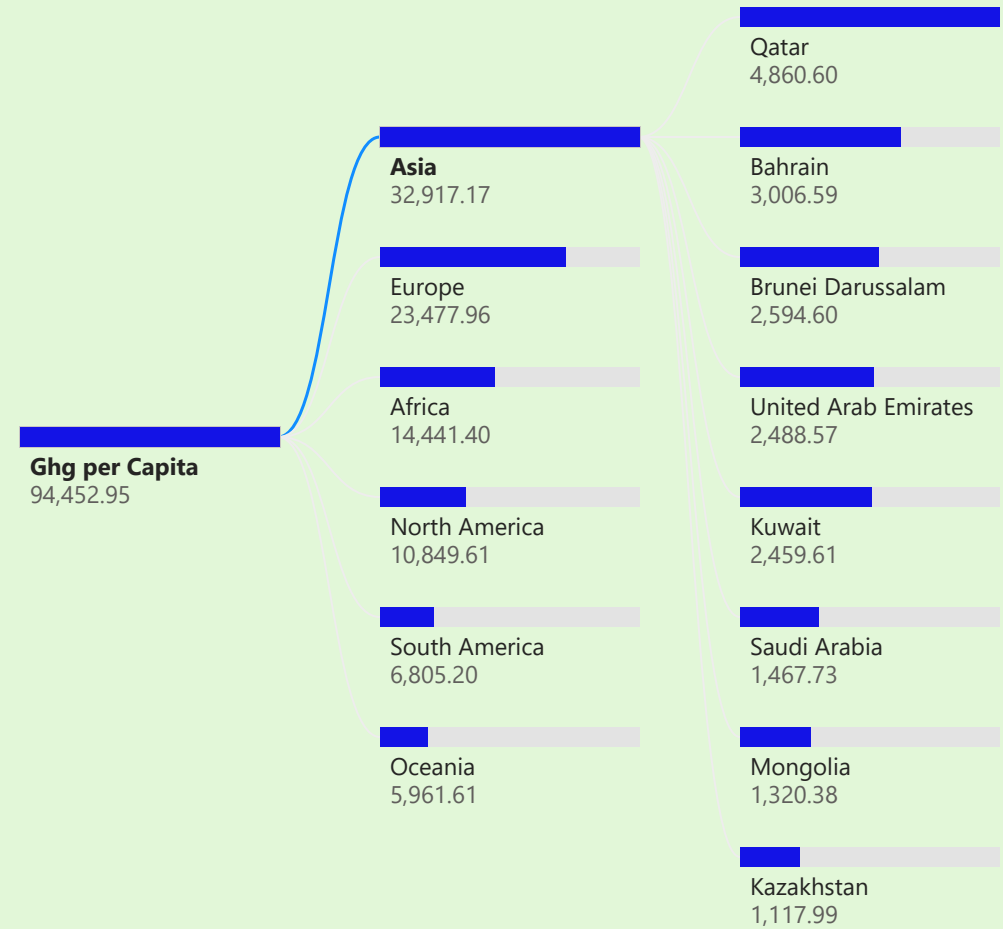 Ghg per Capita
94,452.95
Asia
32,917.17
Europe
23,477.96
Africa
14,441.40
North America
10,849.61
South America
6,805.20
Oceania
5,961.61
Qatar
4,860.60
Bahrain
3,006.59
Brunei Darussalam
2,594.60
United Arab Emirates
2,488.57
Kuwait
2,459.61
Saudi Arabia
1,467.73
Mongolia
1,320.38
Kazakhstan
1,117.99